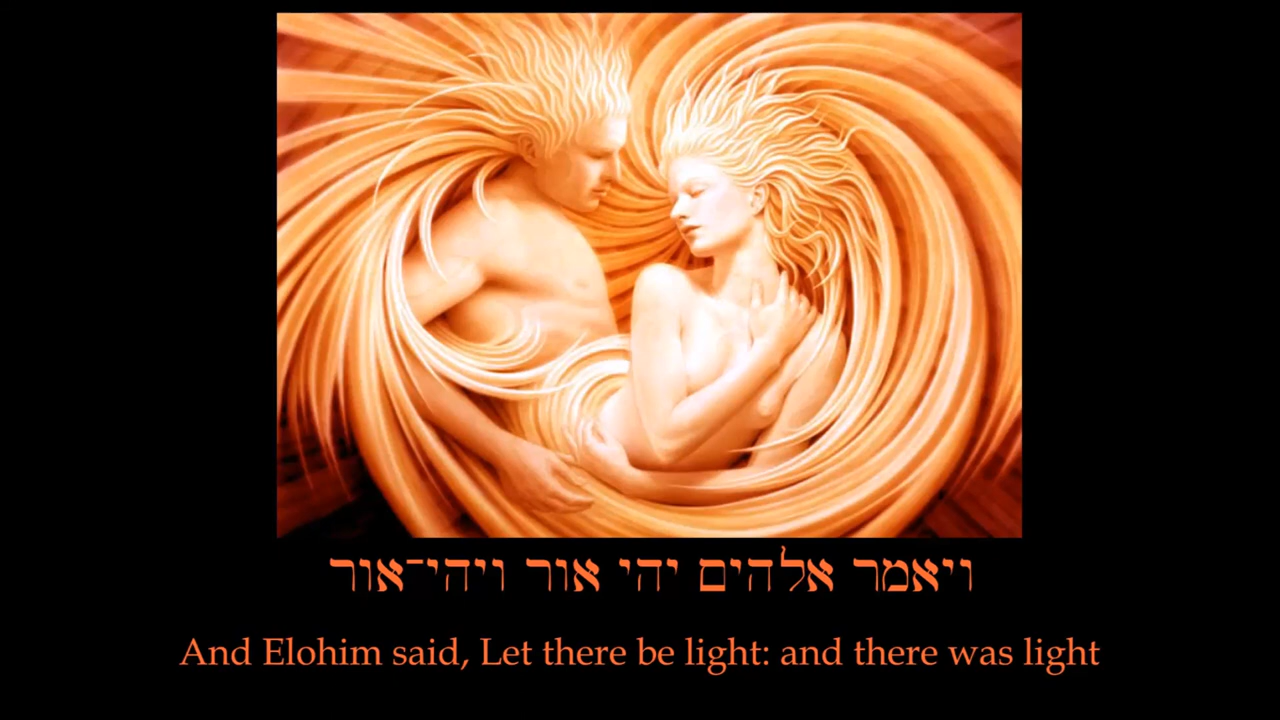 ויאמר אלהים יהי אור ויהי־אור
And Elohim said, Let there be light: and there was light